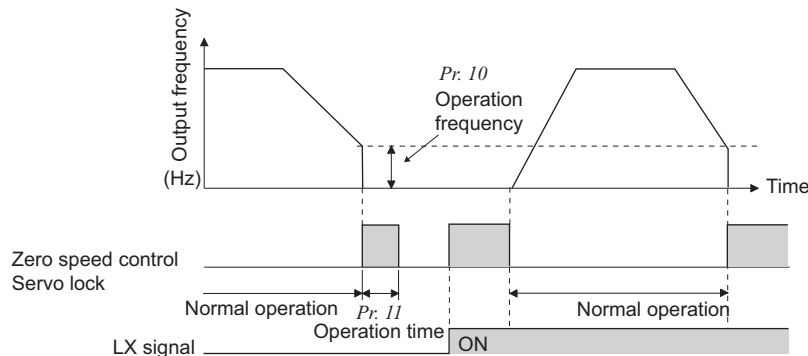 Output frequency
(Hz)
Pr. 10
Operation
frequency
Time
Zero speed control
Servo lock
Normal operation
Pr. 11
Operation time
Normal operation
LX signal
ON